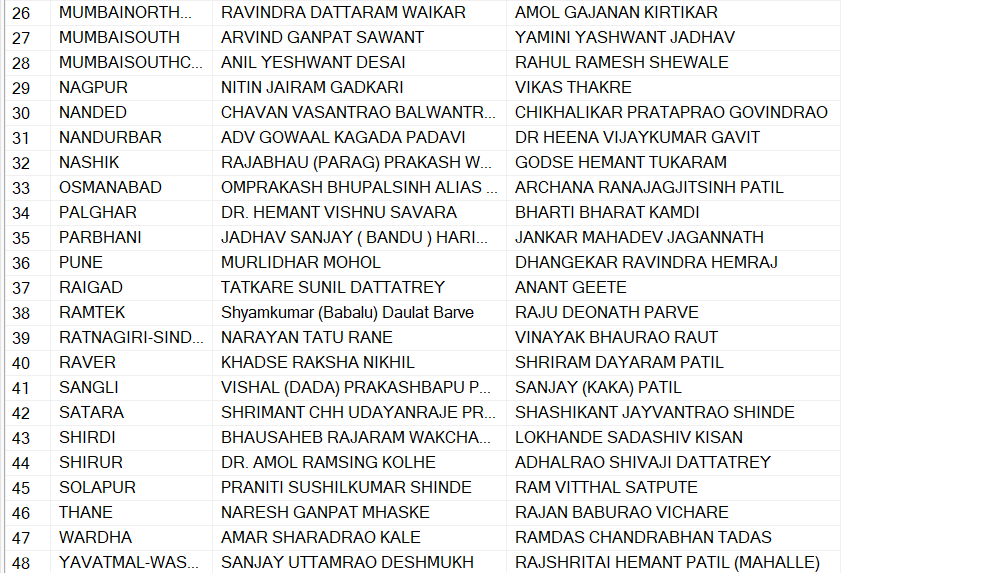 26 MUMBAINORTH... RAVINDRA DATTARAM WAIKAR AMOL GAJANAN KIRTIKAR
27 MUMBAISOUTH ARVIND GANPAT SAWANT YAMINI YASHWANT JADHAV
28 MUMBAISOUTHC... ANIL YESHWANT DESAI RAHUL RAMESH SHEWALE
29 NAGPUR NITIN JAIRAM GADKARI VIKAS THAKRE
30 NANDED CHAVAN VASANTRAO BALWANTR... CHIKHALIKAR PRATAPRAO GOVINDRAO
31 NANDURBAR ADV GOWAAL KAGADA PADAVI DR HEENA VIJAYKUMAR GAVIT
32 NASHIK RAJABHAU (PARAG) PRAKASH W... GODSE HEMANT TUKARAM
33 OSMANABAD OMPRAKASH BHUPALSINH ALIAS ... ARCHANA RANAJAGJITSINH PATIL
34 PALGHAR DR. HEMANT VISHNU SAVARA BHARTI BHARAT KAMDI
35 PARBHANI JADHAV SANJAY ( BANDU ) HARI... JANKAR MAHADEV JAGANNATH
36 PUNE MURLIDHAR MOHOL DHANGEKAR RAVINDRA HEMRAJ
37 RAIGAD TATKARE SUNIL DATTATREY ANANT GEETE
38 RAMTEK Shyamkumar (Babalu) Daulat Barve RAJU DEONATH PARVE
39 RATNAGIRI-SIND... NARAYAN TATU RANE VINAYAK BHAURAO RAUT
40 RAVER KHADSE RAKSHA NIKHIL SHRIRAM DAYARAM PATIL
41 SANGLI VISHAL (DADA) PRAKASHBAPU P... SANJAY (KAKA) PATIL
42 SATARA SHRIMANT CHH UDAYANRAJE PR... SHASHIKANT JAYVANTRAO SHINDE
43 SHIRDI BHAUSAHEB RAJARAM WAKCHA... LOKHANDE SADASHIV KISAN
44 SHIRUR DR. AMOL RAMSING KOLHE ADHALRAO SHIVAJI DATTATREY
45 SOLAPUR PRANITI SUSHILKUMAR SHINDE RAM VITTHAL SATPUTE
46 THANE NARESH GANPAT MHASKE RAJAN BABURAO VICHARE
47 WARDHA AMAR SHARADRAO KALE RAMDAS CHANDRABHAN TADAS
48 YAVATMAL-WAS... SANJAY UTTAMRAO DESHMUKH RAJSHRITAI HEMANT PATIL (MAHALLE)